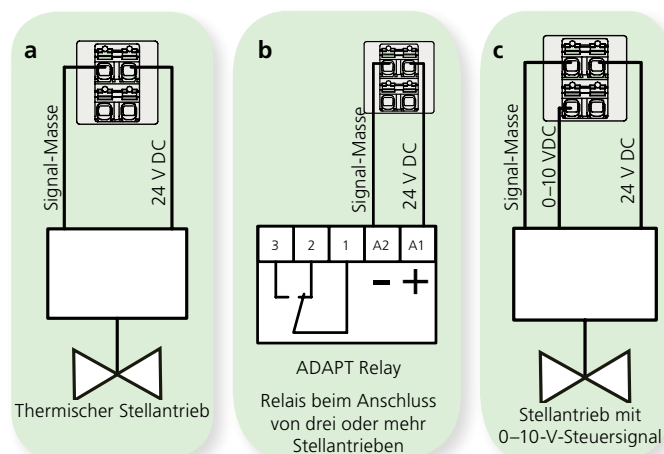 a
Signal-Masse
24 V DC
Thermischer Stellantrieb
b
Signal-Masse
24 V DC
3 2 1 A2 A1
– +
ADAPT Relay
Relais beim Anschluss
von drei oder mehr
Stellantrieben
c
Signal-Masse
0–10 VDC
24 V DC
Stellantrieb mit
0–10-V-Steuersignal